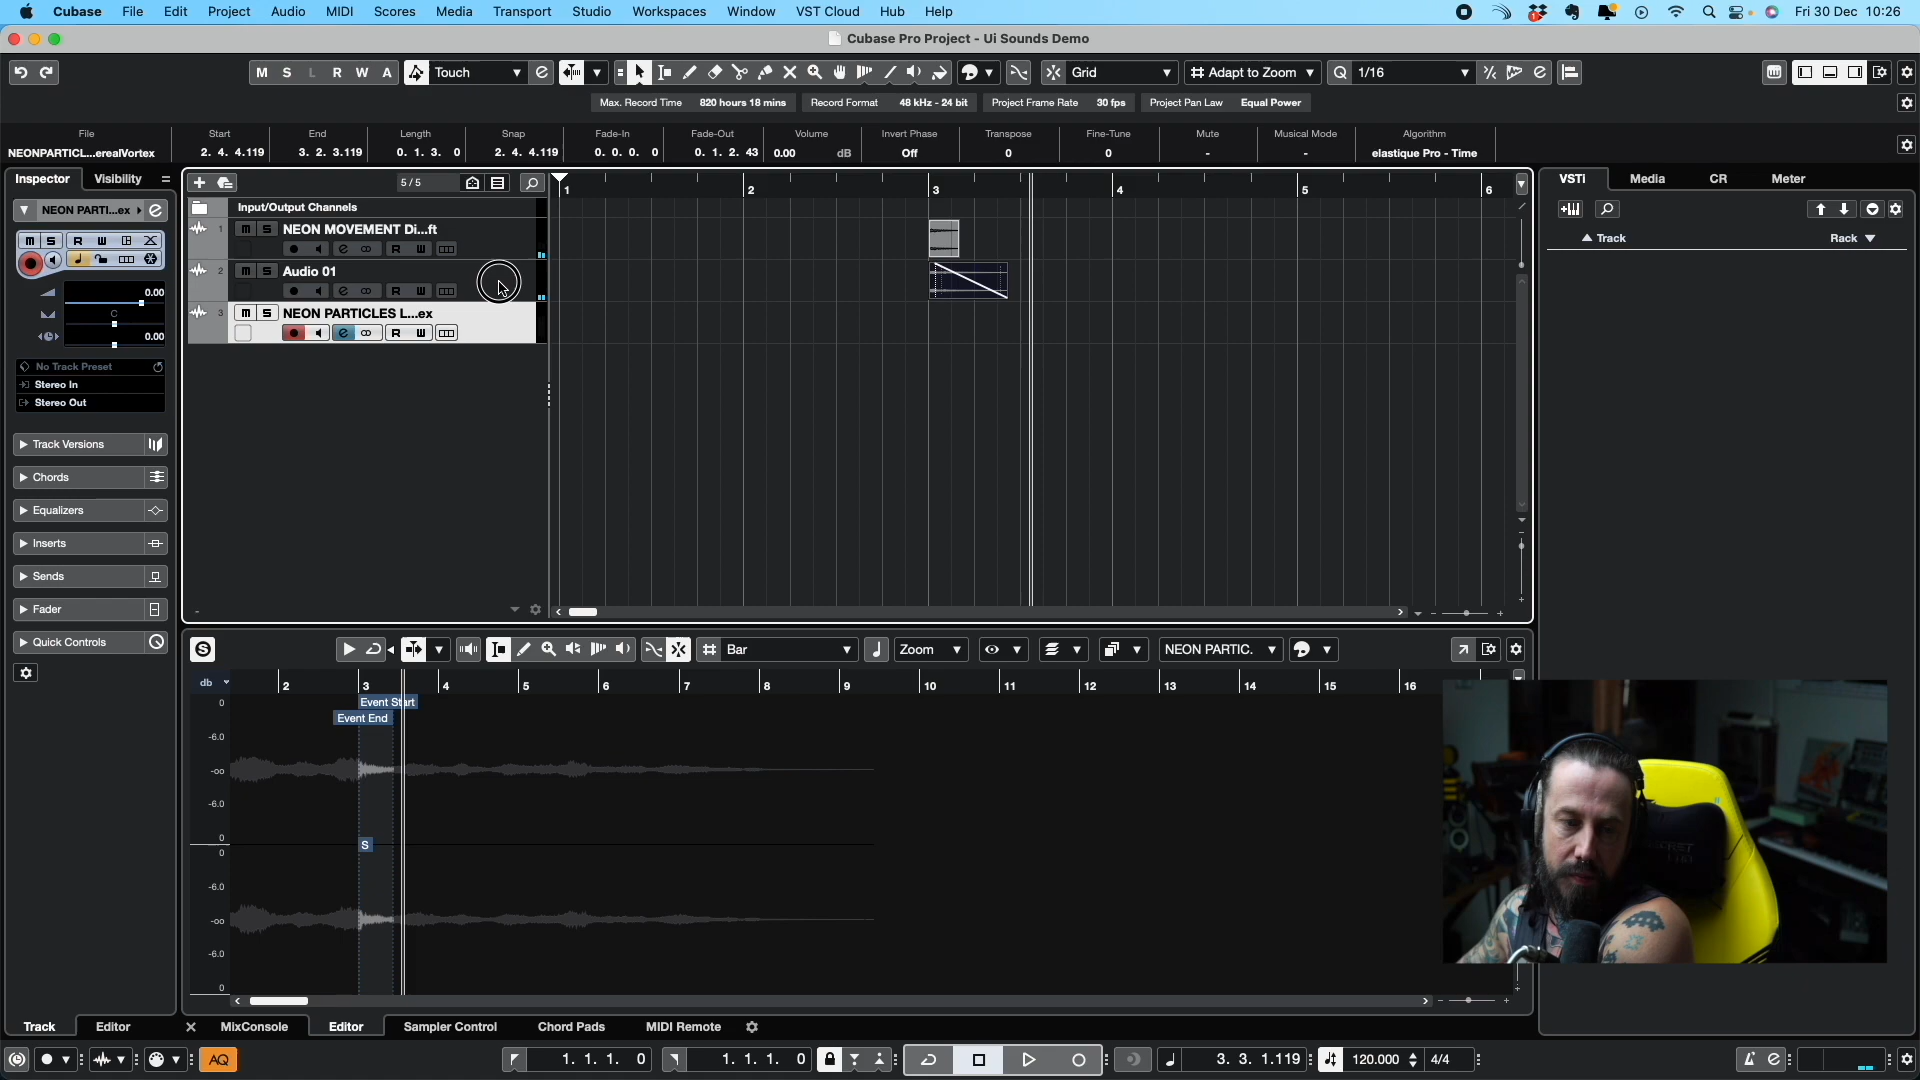 Cubase File Edit Project Audio MIDI Scores Media Transport Studio Workspaces Window VST Cloud Hub Help Fri 30 Dec 10:26
Cubase Pro Project - Ui Sounds Demo
M S L R W A Touch Grid Adapt to Zoom Q 1/16
Max. Record Time 820 hours 18 mins Record Format 48 kHz - 24 bit Project Frame Rate 30 fps Project Pan Law Equal Power
File Start End Length Snap Fade-In Fade-Out Volume Invert Phase Transpose Fine-Tune Mute Musical Mode Algorithm
NEONPARTICL...erealVortex 2. 4. 4.119 3. 2. 3.119 0. 1. 3. 0 2. 4. 4.119 0. 0. 0. 0 0. 1. 2. 43 0.00 dB Off 0 0 - - elastique Pro - Time
Inspector Visibility 5/5 1 2 3 4 5 6 VSTi Media CR Meter
NEON PARTI...ex Input/Output Channels
Track Rack
1 M S NEON MOVEMENT Di...ft
M S R W
R W
2 M S Audio 01
R W
0.00
3 M S NEON PARTICLES L...ex
C
R W
0.00
No Track Preset
Stereo In
Stereo Out
Track Versions
Chords
Equalizers
Inserts
Sends
Fader
Quick Controls
Bar Zoom NEON PARTIC.
db 2 3 4 5 6 7 8 9 10 11 12 13 14 15 16
0 Event Start
Event End
-6.0
-oo
-6.0
0
S
0
-6.0
-oo
-6.0
0
SECRET
Track Editor MixConsole Editor Sampler Control Chord Pads MIDI Remote
AQ 1. 1. 1. 0 1. 1. 1. 0 3. 3. 1.119 120.000 4/4